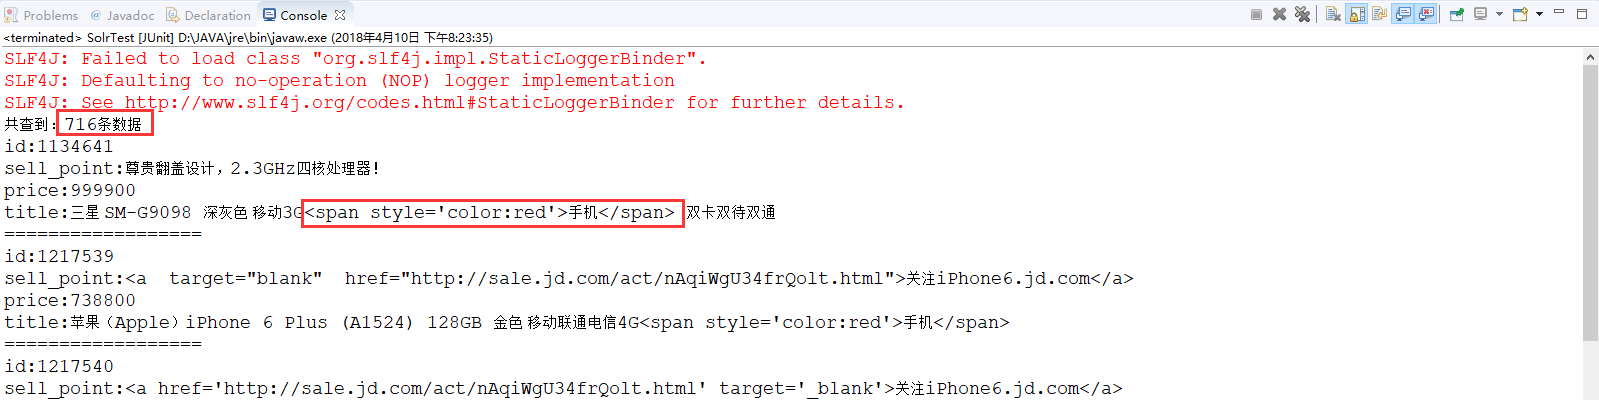 Problems @ Javadoc Declaration Console
<terminated> SolrTest [JUnit] D:\JAVA\jre\bin\javaw.exe (2018年4月10日 下午8:23:35)
SLF4J: Failed to load class "org.slf4j.impl.StaticLoggerBinder".
SLF4J: Defaulting to no-operation (NOP) logger implementation
SLF4J: See http://www.slf4j.org/codes.html#StaticLoggerBinder for further details.
共查到：716条数据
id:1134641
sell_point:尊贵翻盖设计，2.3GHz四核处理器！
price:999900
title:三星 SM-G9098 深灰色 移动3G<span style='color:red'>手机</span> 双卡双待双通
==================
id:1217539
sell_point:<a  target="blank"  href="http://sale.jd.com/act/nAqiWgU34frQolt.html">关注iPhone6.jd.com</a>
price:738800
title:苹果（Apple）iPhone 6 Plus (A1524) 128GB 金色 移动联通电信4G<span style='color:red'>手机</span>
==================
id:1217540
sell_point:<a href='http://sale.jd.com/act/nAqiWgU34frQolt.html' target='_blank'>关注iPhone6.jd.com</a>